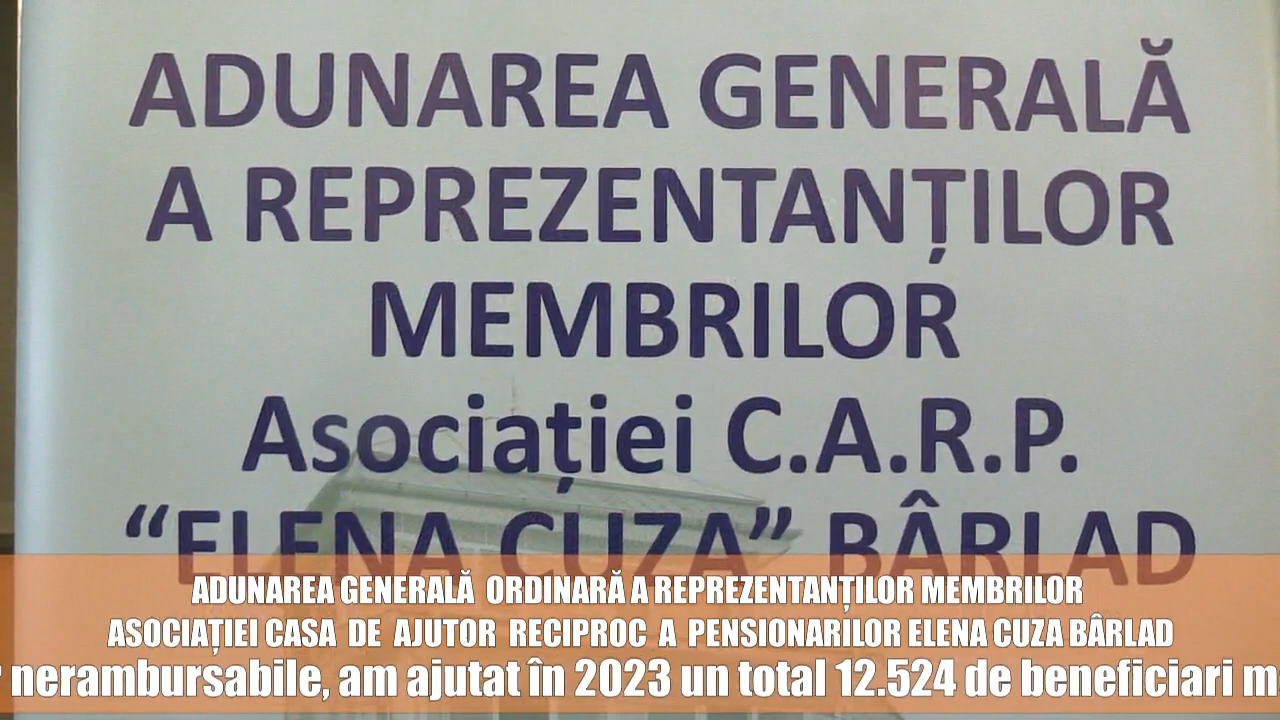 ADUNAREA GENERALĂ
A REPREZENTANȚILOR
MEMBRILOR
Asociației C.A.R.P.
“ELENA CUZA” BÂRLAD
ADUNAREA GENERALĂ ORDINARĂ A REPREZENTANȚILOR MEMBRILOR
ASOCIAȚIEI CASA DE AJUTOR RECIPROC A PENSIONARILOR ELENA CUZA BÂRLAD
nerambursabile, am ajutat în 2023 un total 12.524 de beneficiari